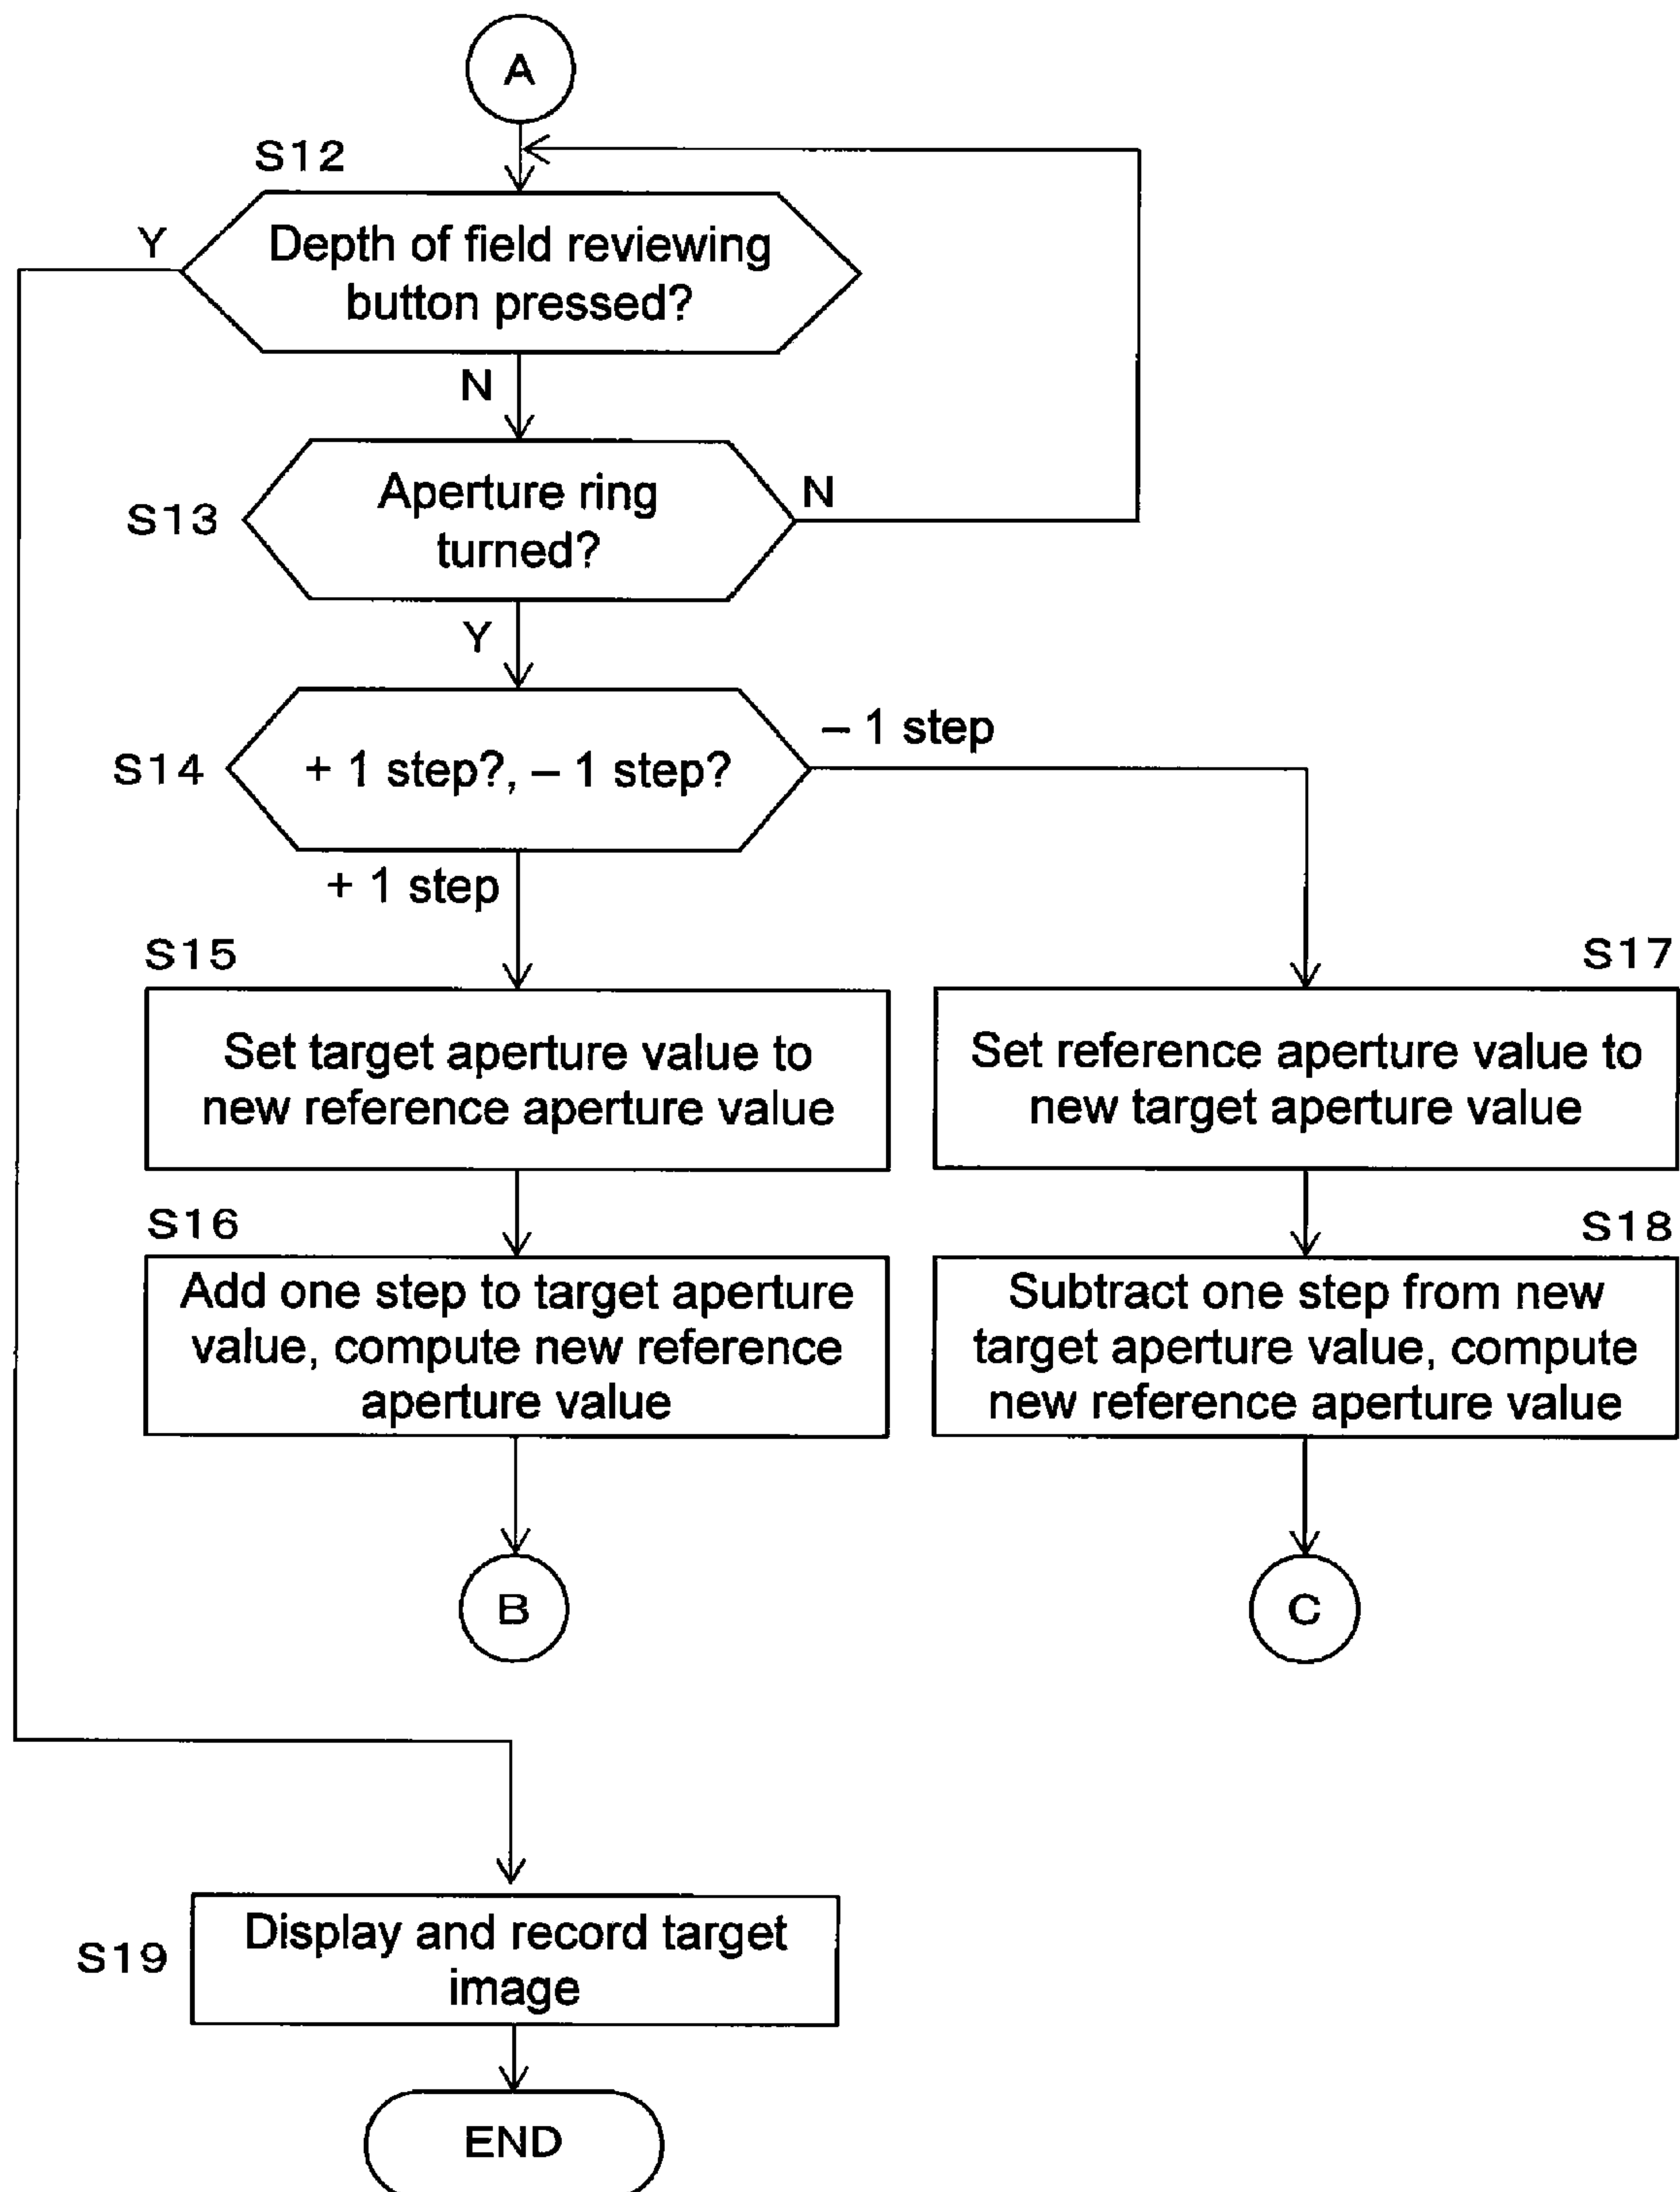 A
S12
Y
Depth of field reviewing
button pressed?
N
S13
Aperture ring
turned?
N
Y
S14
+ 1 step?, – 1 step?
– 1 step
+ 1 step
S15
Set target aperture value to
new reference aperture value
S17
Set reference aperture value to
new target aperture value
S16
Add one step to target aperture
value, compute new reference
aperture value
S18
Subtract one step from new
target aperture value, compute
new reference aperture value
B
C
S19
Display and record target
image
END